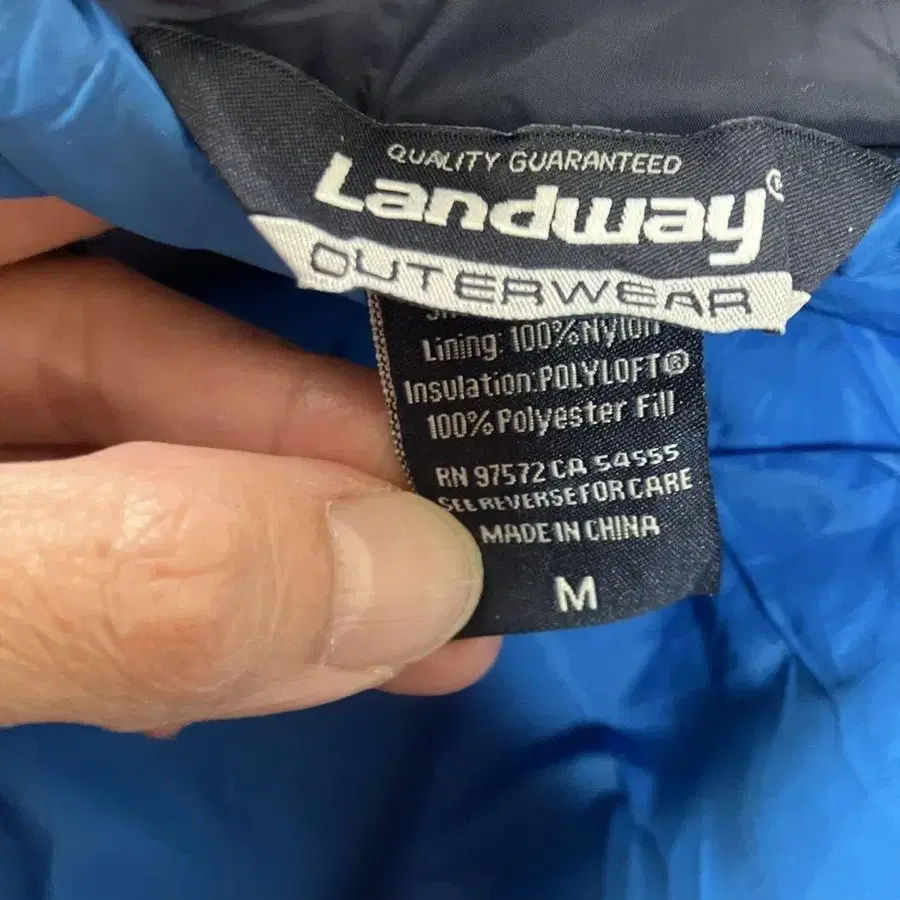 QUALITY GUARANTEED
Landway®
OUTERWEAR
Lining: 100% Nylon
Insulation: POLYLOFT®
100% Polyester Fill
RN 97572 CA 54555
SEE REVERSE FOR CARE
MADE IN CHINA
M